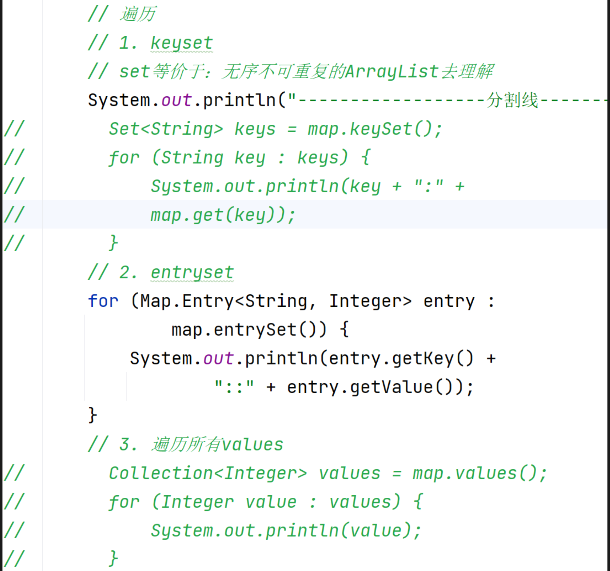 // 遍历
// 1. keyset
// set等价于：无序不可重复的ArrayList去理解
System.out.println("------------------分割线-------
//        Set<String> keys = map.keySet();
//        for (String key : keys) {
//            System.out.println(key + ":" +
//            map.get(key));
//        }
// 2. entryset
for (Map.Entry<String, Integer> entry :
        map.entrySet()) {
    System.out.println(entry.getKey() +
            "::" + entry.getValue());
}
// 3. 遍历所有values
//        Collection<Integer> values = map.values();
//        for (Integer value : values) {
//            System.out.println(value);
//        }